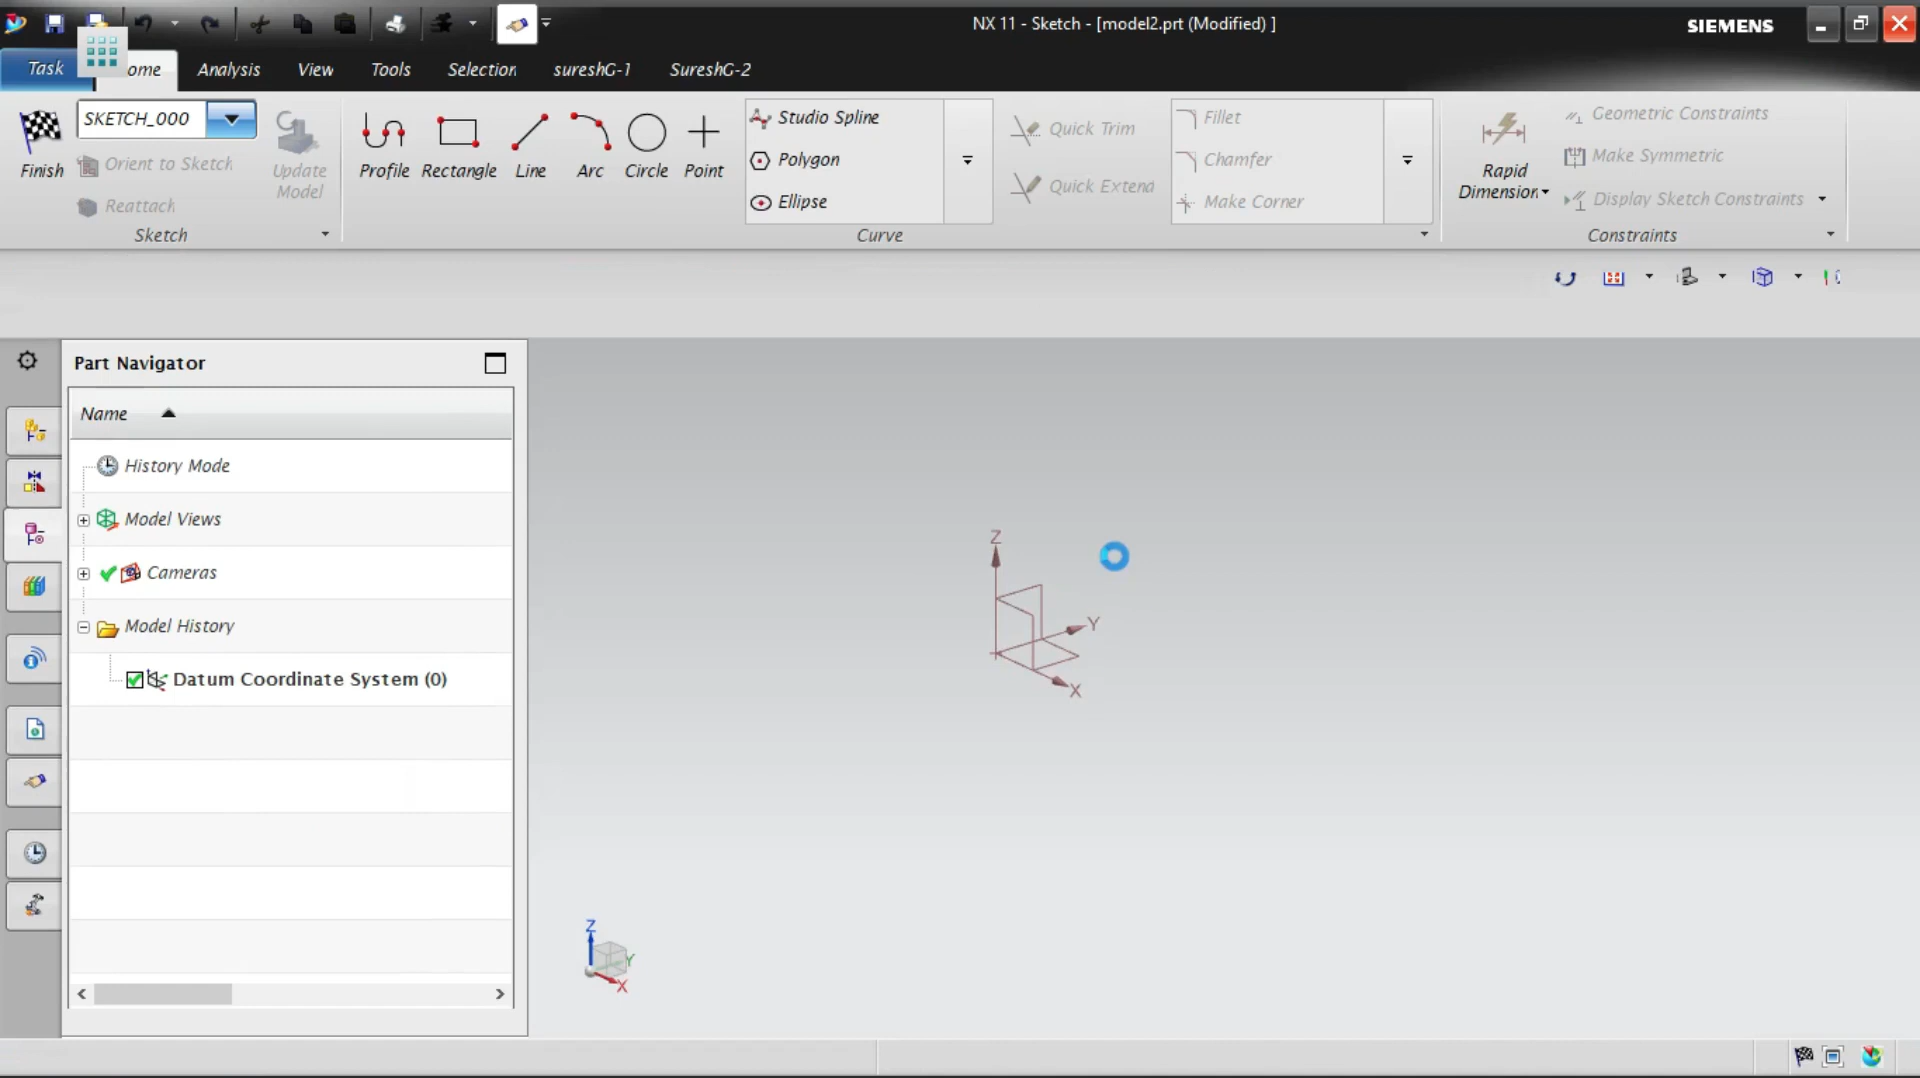 NX 11 - Sketch - [model2.prt (Modified) ]
SIEMENS
Task
ome
Analysis
View
Tools
Selection
sureshG-1
SureshG-2
Finish
SKETCH_000
Orient to Sketch
Reattach
Update
Model
Sketch
Profile
Rectangle
Line
Arc
Circle
Point
Studio Spline
Polygon
Ellipse
Quick Trim
Quick Extend
Fillet
Chamfer
Make Corner
Curve
Rapid
Dimension
Geometric Constraints
Make Symmetric
Display Sketch Constraints
Constraints
Part Navigator
Name
History Mode
Model Views
Cameras
Model History
Datum Coordinate System (0)
Z
Y
X
Z
Y
X